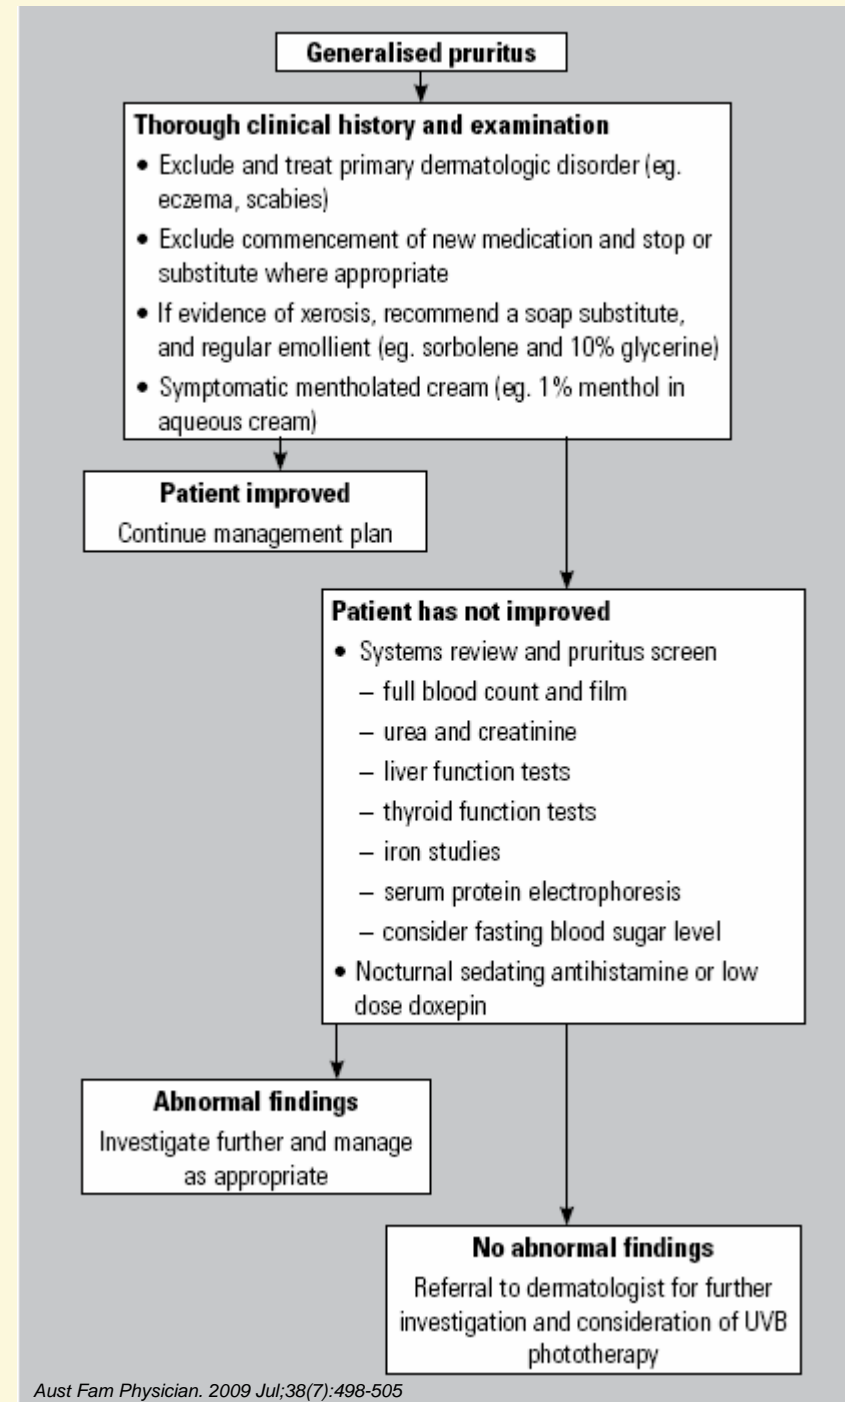 Generalised pruritus
Thorough clinical history and examination
• Exclude and treat primary dermatologic disorder (eg.
eczema, scabies)
• Exclude commencement of new medication and stop or
substitute where appropriate
• If evidence of xerosis, recommend a soap substitute,
and regular emollient (eg. sorbolene and 10% glycerine)
• Symptomatic mentholated cream (eg. 1% menthol in
aqueous cream)
Patient improved
Continue management plan
Patient has not improved
• Systems review and pruritus screen
– full blood count and film
– urea and creatinine
– liver function tests
– thyroid function tests
– iron studies
– serum protein electrophoresis
– consider fasting blood sugar level
• Nocturnal sedating antihistamine or low
dose doxepin
Abnormal findings
Investigate further and manage
as appropriate
No abnormal findings
Referral to dermatologist for further
investigation and consideration of UVB
phototherapy
Aust Fam Physician. 2009 Jul;38(7):498-505